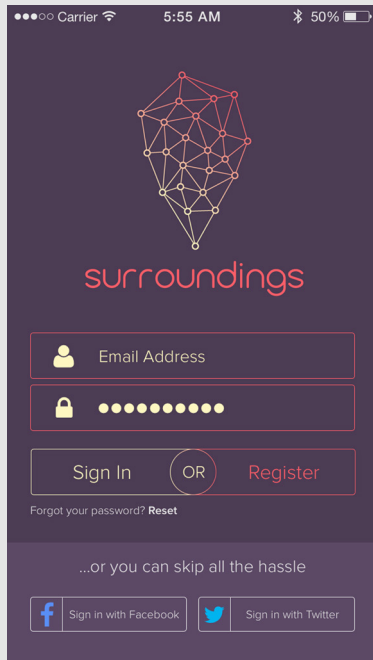 Carrier 5:55 AM 50%
surroundings
Email Address
●●●●●●●●●●
Sign In OR Register
Forgot your password? Reset
...or you can skip all the hassle
Sign in with Facebook Sign in with Twitter